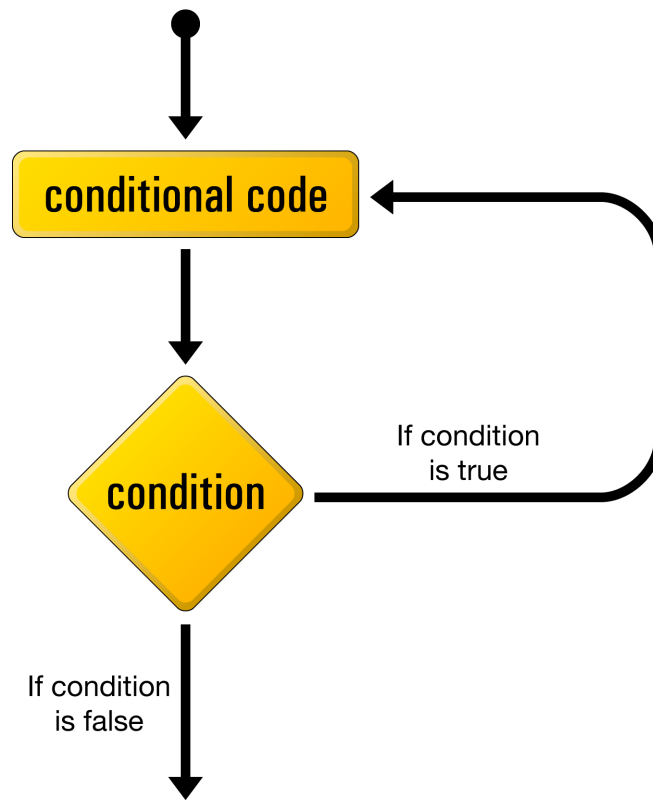 conditional code
If condition
is true
condition
If condition
is false